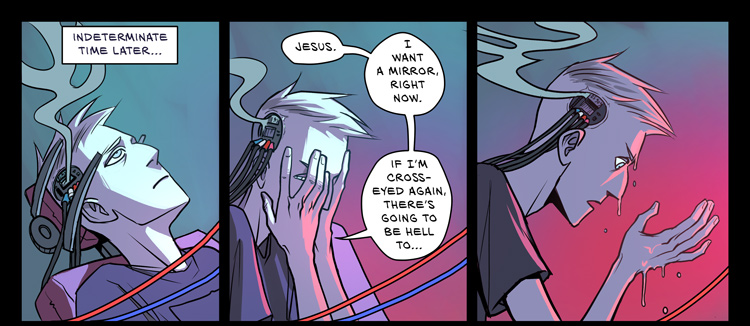 INDETERMINATE
TIME LATER...
JESUS.
I
WANT
A MIRROR,
RIGHT
NOW.
IF I'M
CROSS-
EYED AGAIN,
THERE'S
GOING TO
BE HELL
TO...